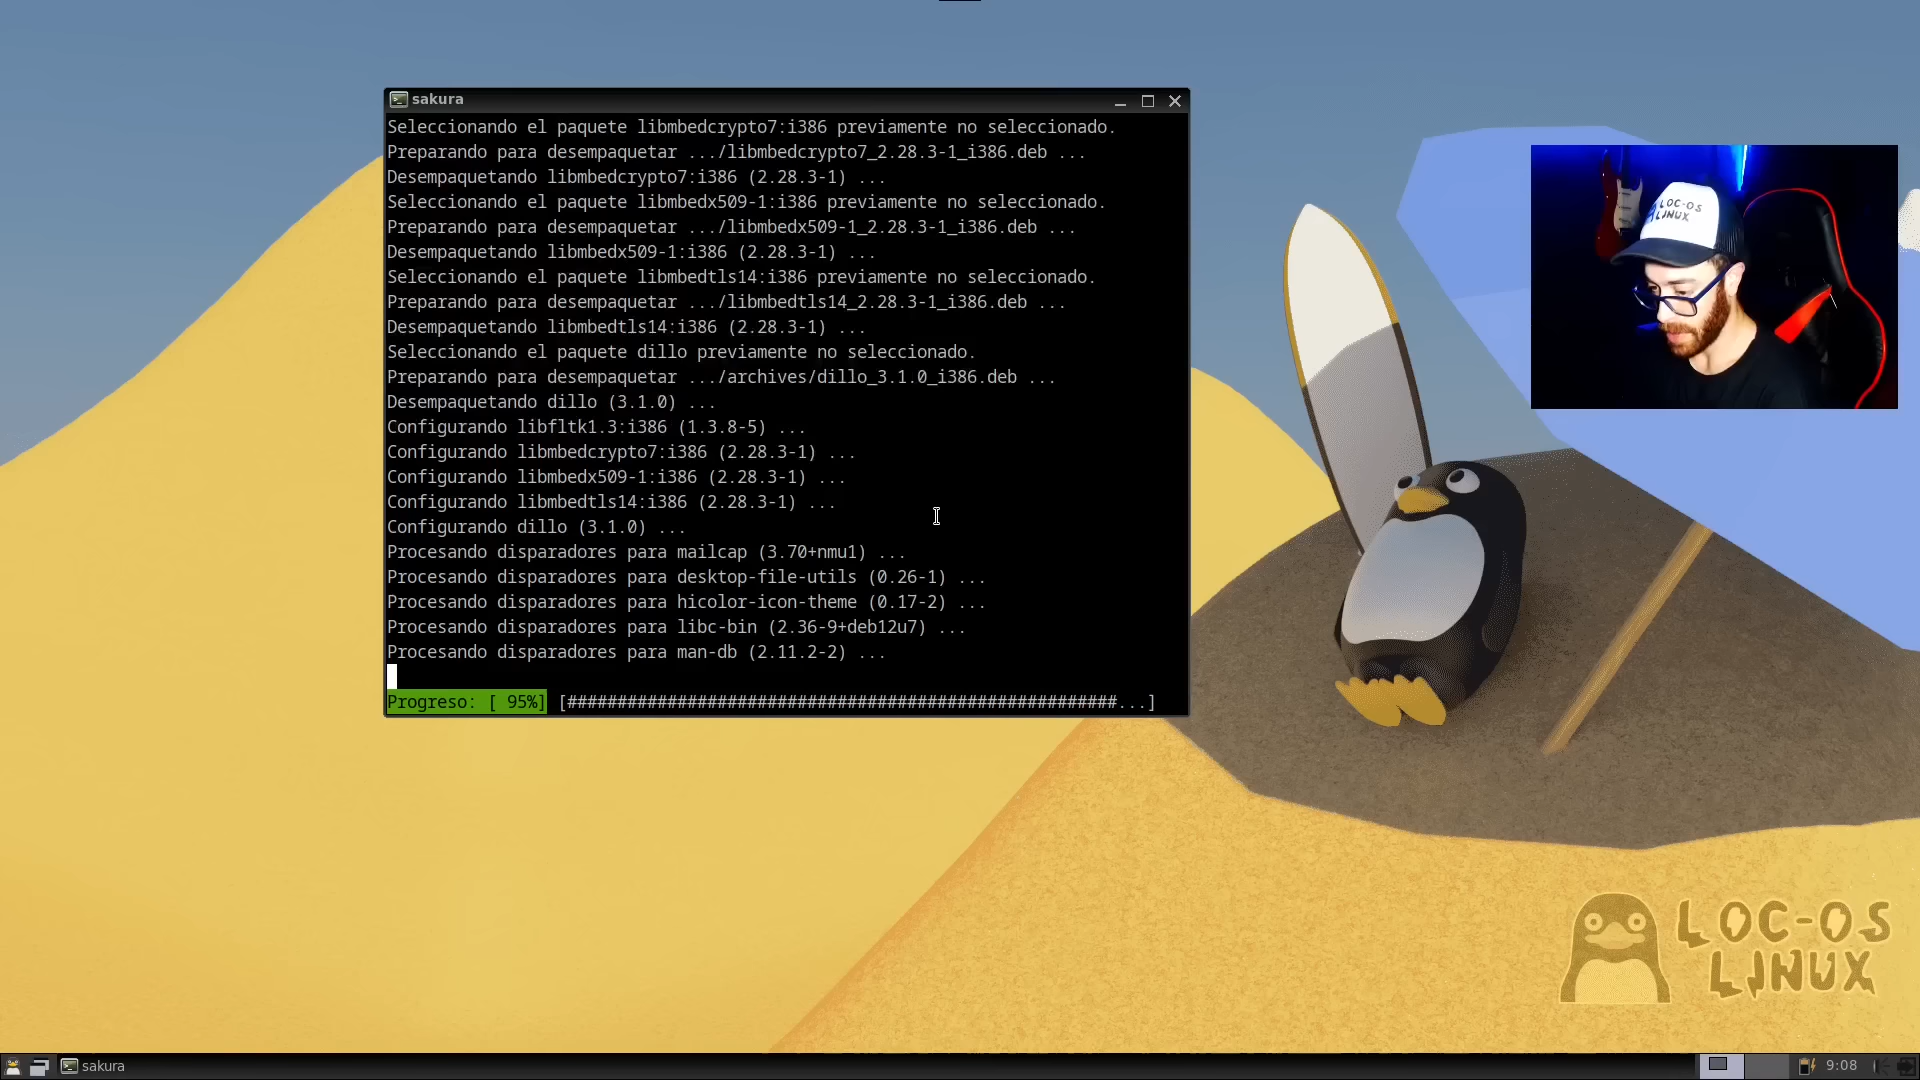 sakura
Seleccionando el paquete libmbedcrypto7:i386 previamente no seleccionado.
Preparando para desempaquetar .../libmbedcrypto7_2.28.3-1_i386.deb ...
Desempaquetando libmbedcrypto7:i386 (2.28.3-1) ...
Seleccionando el paquete libmbedx509-1:i386 previamente no seleccionado.
Preparando para desempaquetar .../libmbedx509-1_2.28.3-1_i386.deb ...
Desempaquetando libmbedx509-1:i386 (2.28.3-1) ...
Seleccionando el paquete libmbedtls14:i386 previamente no seleccionado.
Preparando para desempaquetar .../libmbedtls14_2.28.3-1_i386.deb ...
Desempaquetando libmbedtls14:i386 (2.28.3-1) ...
Seleccionando el paquete dillo previamente no seleccionado.
Preparando para desempaquetar .../archives/dillo_3.1.0_i386.deb ...
Desempaquetando dillo (3.1.0) ...
Configurando libfltk1.3:i386 (1.3.8-5) ...
Configurando libmbedcrypto7:i386 (2.28.3-1) ...
Configurando libmbedx509-1:i386 (2.28.3-1) ...
Configurando libmbedtls14:i386 (2.28.3-1) ...
Configurando dillo (3.1.0) ...
Procesando disparadores para mailcap (3.70+nmu1) ...
Procesando disparadores para desktop-file-utils (0.26-1) ...
Procesando disparadores para hicolor-icon-theme (0.17-2) ...
Procesando disparadores para libc-bin (2.36-9+deb12u7) ...
Procesando disparadores para man-db (2.11.2-2) ...
Progreso: [ 95%] [#######################################################...]
LOC-OS
LINUX
LOC-OS
LINUX
sakura
9:08